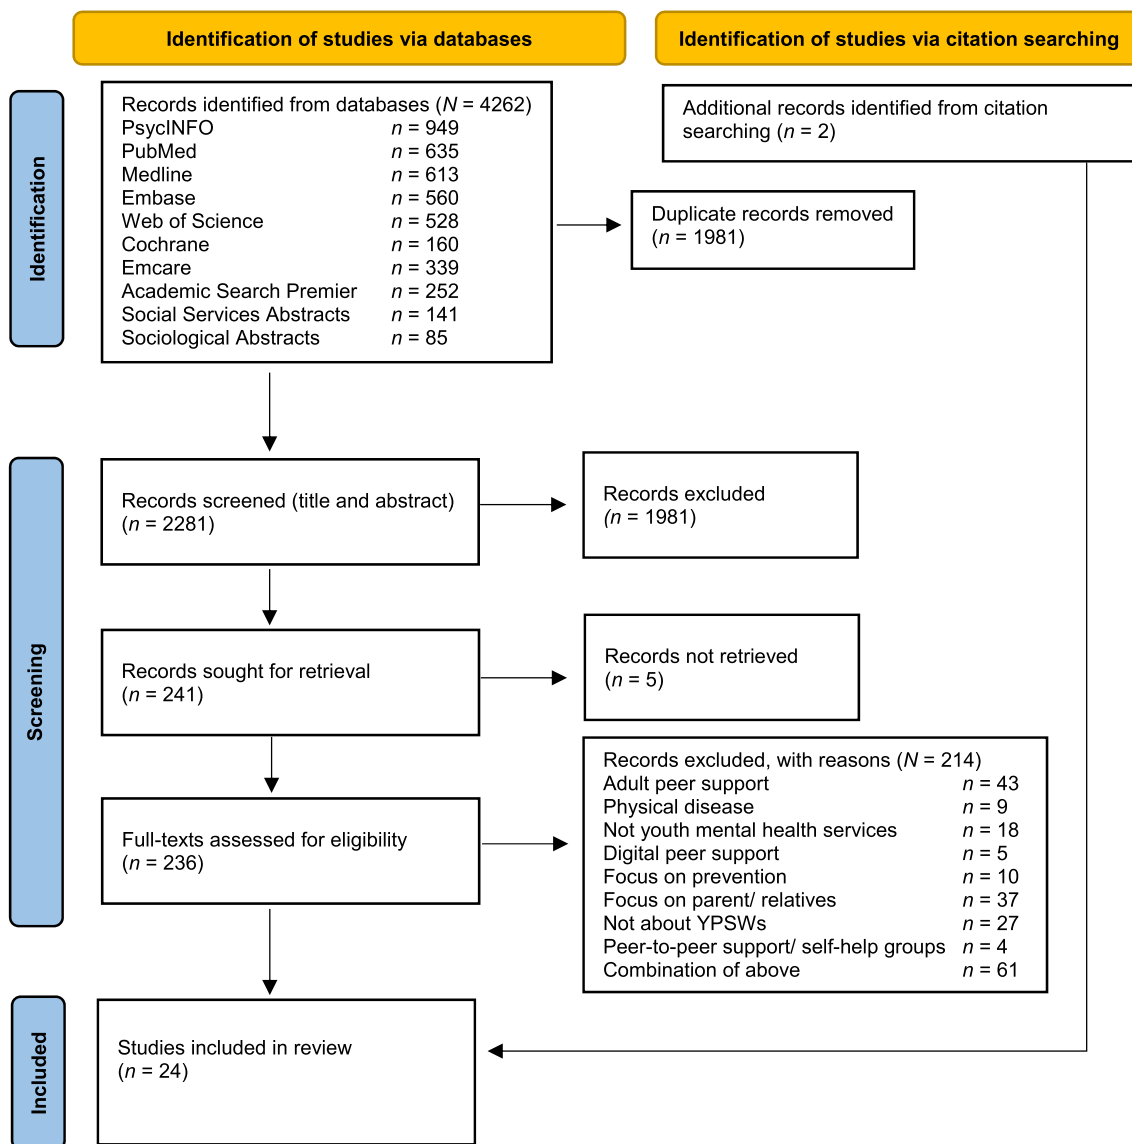 Identification of studies via databases
Identification of studies via citation searching
Identification
Records identified from databases (N = 4262)
PsycINFO n = 949
PubMed n = 635
Medline n = 613
Embase n = 560
Web of Science n = 528
Cochrane n = 160
Emcare n = 339
Academic Search Premier n = 252
Social Services Abstracts n = 141
Sociological Abstracts n = 85
Additional records identified from citation
searching (n = 2)
Duplicate records removed
(n = 1981)
Screening
Records screened (title and abstract)
(n = 2281)
Records excluded
(n = 1981)
Records sought for retrieval
(n = 241)
Records not retrieved
(n = 5)
Full-texts assessed for eligibility
(n = 236)
Records excluded, with reasons (N = 214)
Adult peer support n = 43
Physical disease n = 9
Not youth mental health services n = 18
Digital peer support n = 5
Focus on prevention n = 10
Focus on parent/ relatives n = 37
Not about YPSWs n = 27
Peer-to-peer support/ self-help groups n = 4
Combination of above n = 61
Included
Studies included in review
(n = 24)